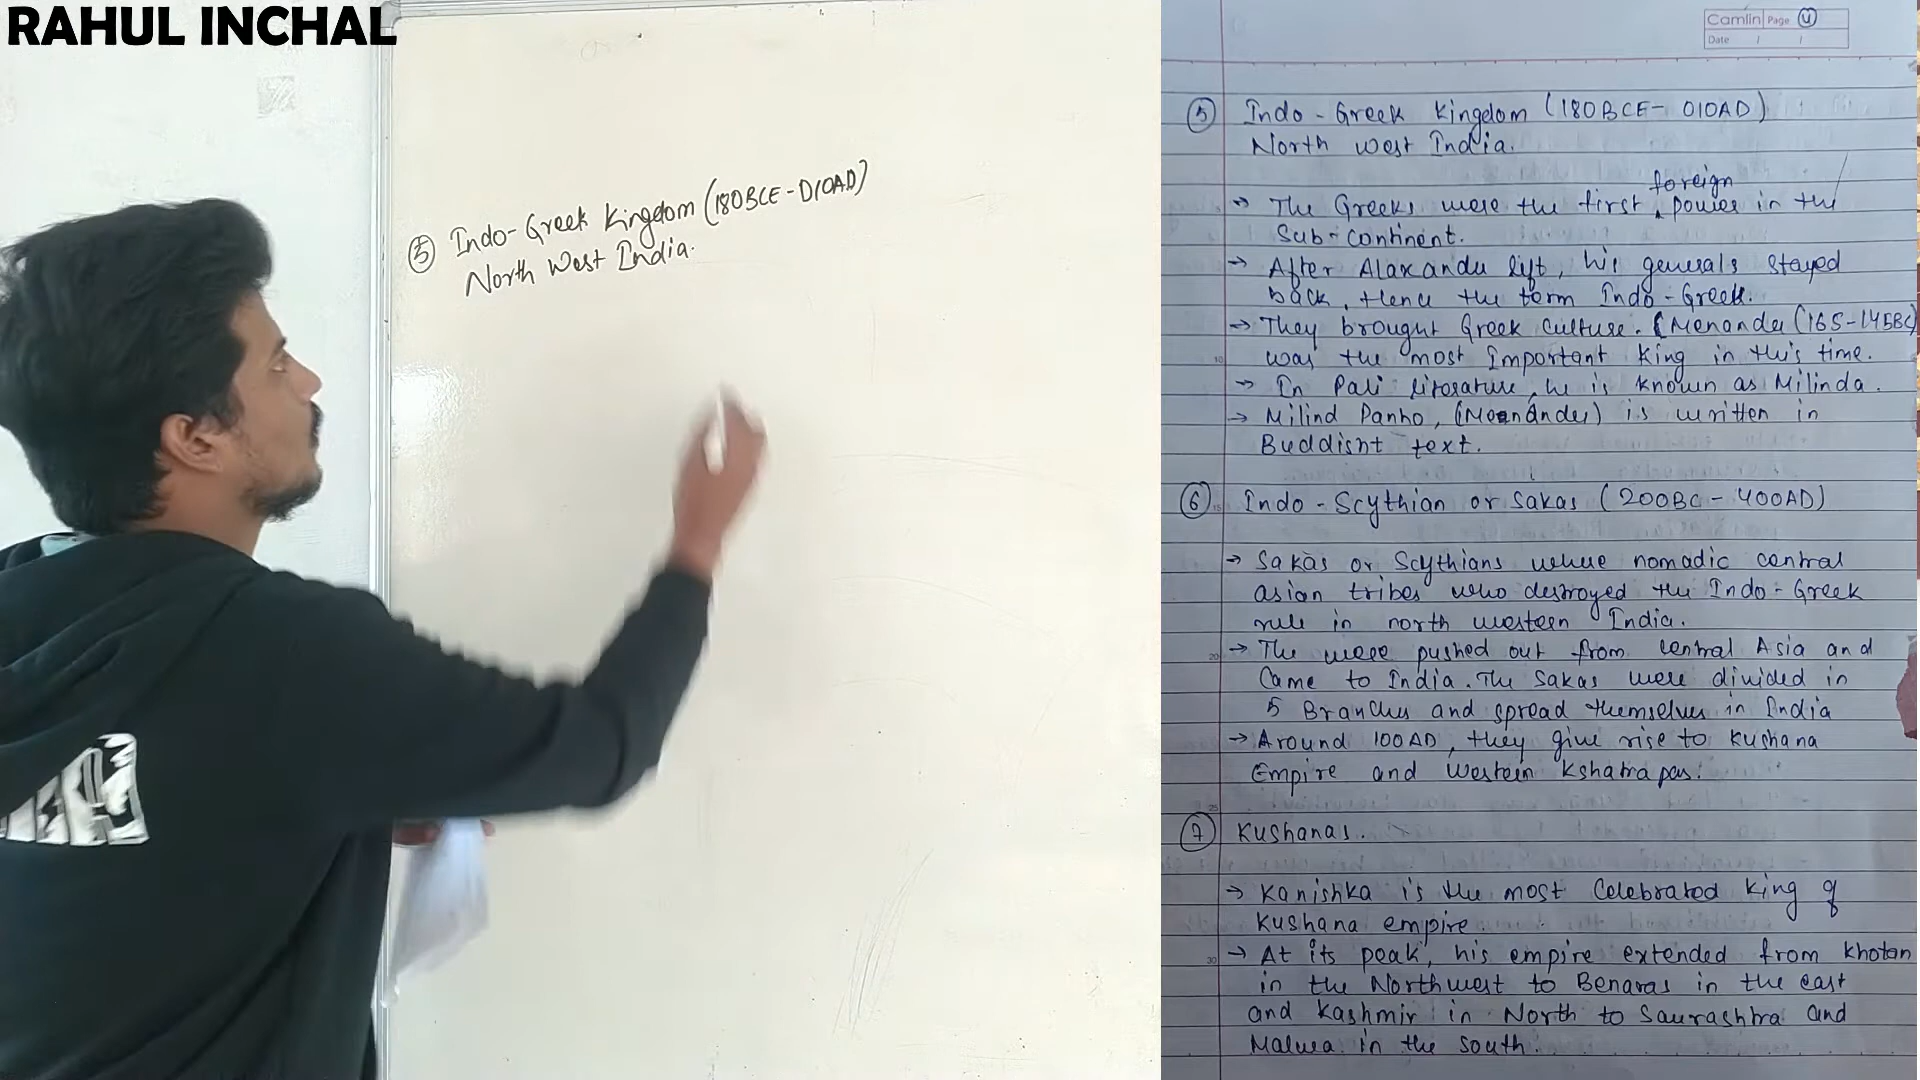 RAHUL INCHAL
⑤ Indo-Greek Kingdom (180BCE-010AD)
North West India.
Camlin Page 4
Date / /
⑤ Indo-Greek Kingdom (180BCE- 010AD)
North west India.
foreign
→ The Greeks were the first ‸ power in the
Sub-continent.
→ After Alaxander left, his generals stayed
back, Hence the term Indo-Greek.
→ They brought Greek culture. (Menander (165-145BC)
was the most Important King in this time.
→ In Pali literature, he is known as Milinda.
→ Milind Panho, (Menander) is written in
Buddisht text.
⑥ Indo-Scythian or Sakas (200BC-400AD)
→ Sakas or Scythians where nomadic central
asian tribes who destroyed the Indo-Greek
rule in north western India.
→ The were pushed out from central Asia and
Came to India. The Sakas were divided in
5 Branches and spread themselves in India
→ Around 100AD, they give rise to Kushana
Empire and Western Kshatrapas.
⑦ Kushanas.
→ Kanishka is the most Celebrated King of
Kushana empire.
→ At its peak, his empire extended from Khotan
in the Northwest to Benaras in the east
and Kashmir in North to Saurashtra and
Malwa in the South.